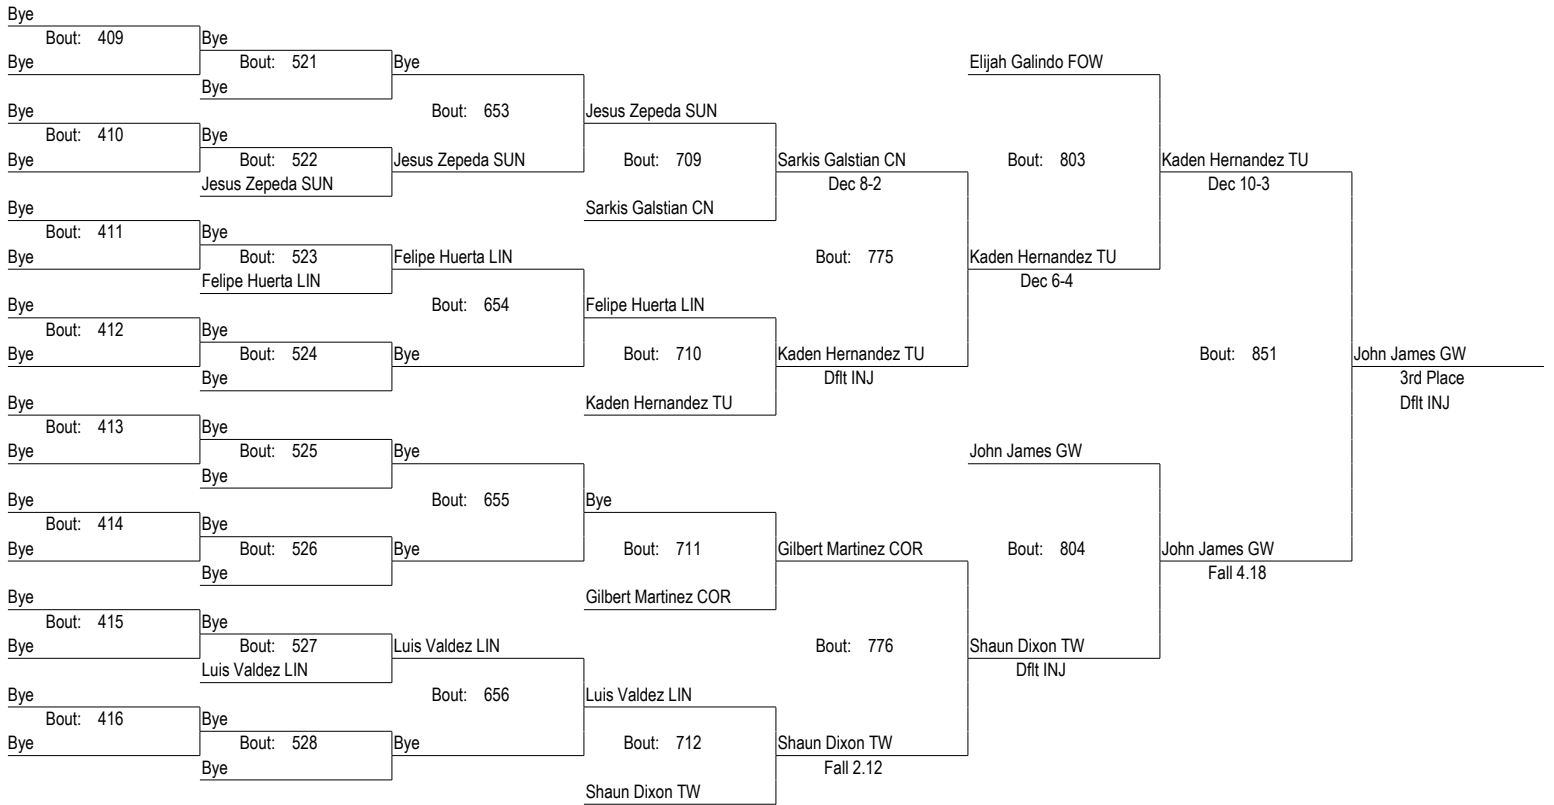 Bye
Bout: 409
Bye
Bye
Bout: 410
Bye
Bye
Bout: 411
Bye
Bye
Bout: 412
Bye
Bye
Bout: 413
Bye
Bye
Bout: 414
Bye
Bye
Bout: 415
Bye
Bye
Bout: 416
Bye
Bye
Bout: 521
Bye
Bye
Bout: 522
Jesus Zepeda SUN
Bye
Bout: 523
Felipe Huerta LIN
Bye
Bout: 524
Bye
Bye
Bout: 525
Bye
Bye
Bout: 526
Bye
Bye
Bout: 527
Luis Valdez LIN
Bye
Bout: 528
Bye
Bye
Bout: 653
Jesus Zepeda SUN
Felipe Huerta LIN
Bout: 654
Bye
Bye
Bout: 655
Bye
Luis Valdez LIN
Bout: 656
Bye
Jesus Zepeda SUN
Bout: 709
Sarkis Galstian CN
Felipe Huerta LIN
Bout: 710
Kaden Hernandez TU
Bye
Bout: 711
Gilbert Martinez COR
Luis Valdez LIN
Bout: 712
Shaun Dixon TW
Sarkis Galstian CN
Dec 8-2
Bout: 775
Kaden Hernandez TU
Dflt INJ
Gilbert Martinez COR
Bout: 776
Shaun Dixon TW
Fall 2.12
Elijah Galindo FOW
Bout: 803
Kaden Hernandez TU
Dec 6-4
John James GW
Bout: 804
Shaun Dixon TW
Dflt INJ
Kaden Hernandez TU
Dec 10-3
Bout: 851
John James GW
Fall 4.18
John James GW
3rd Place
Dflt INJ